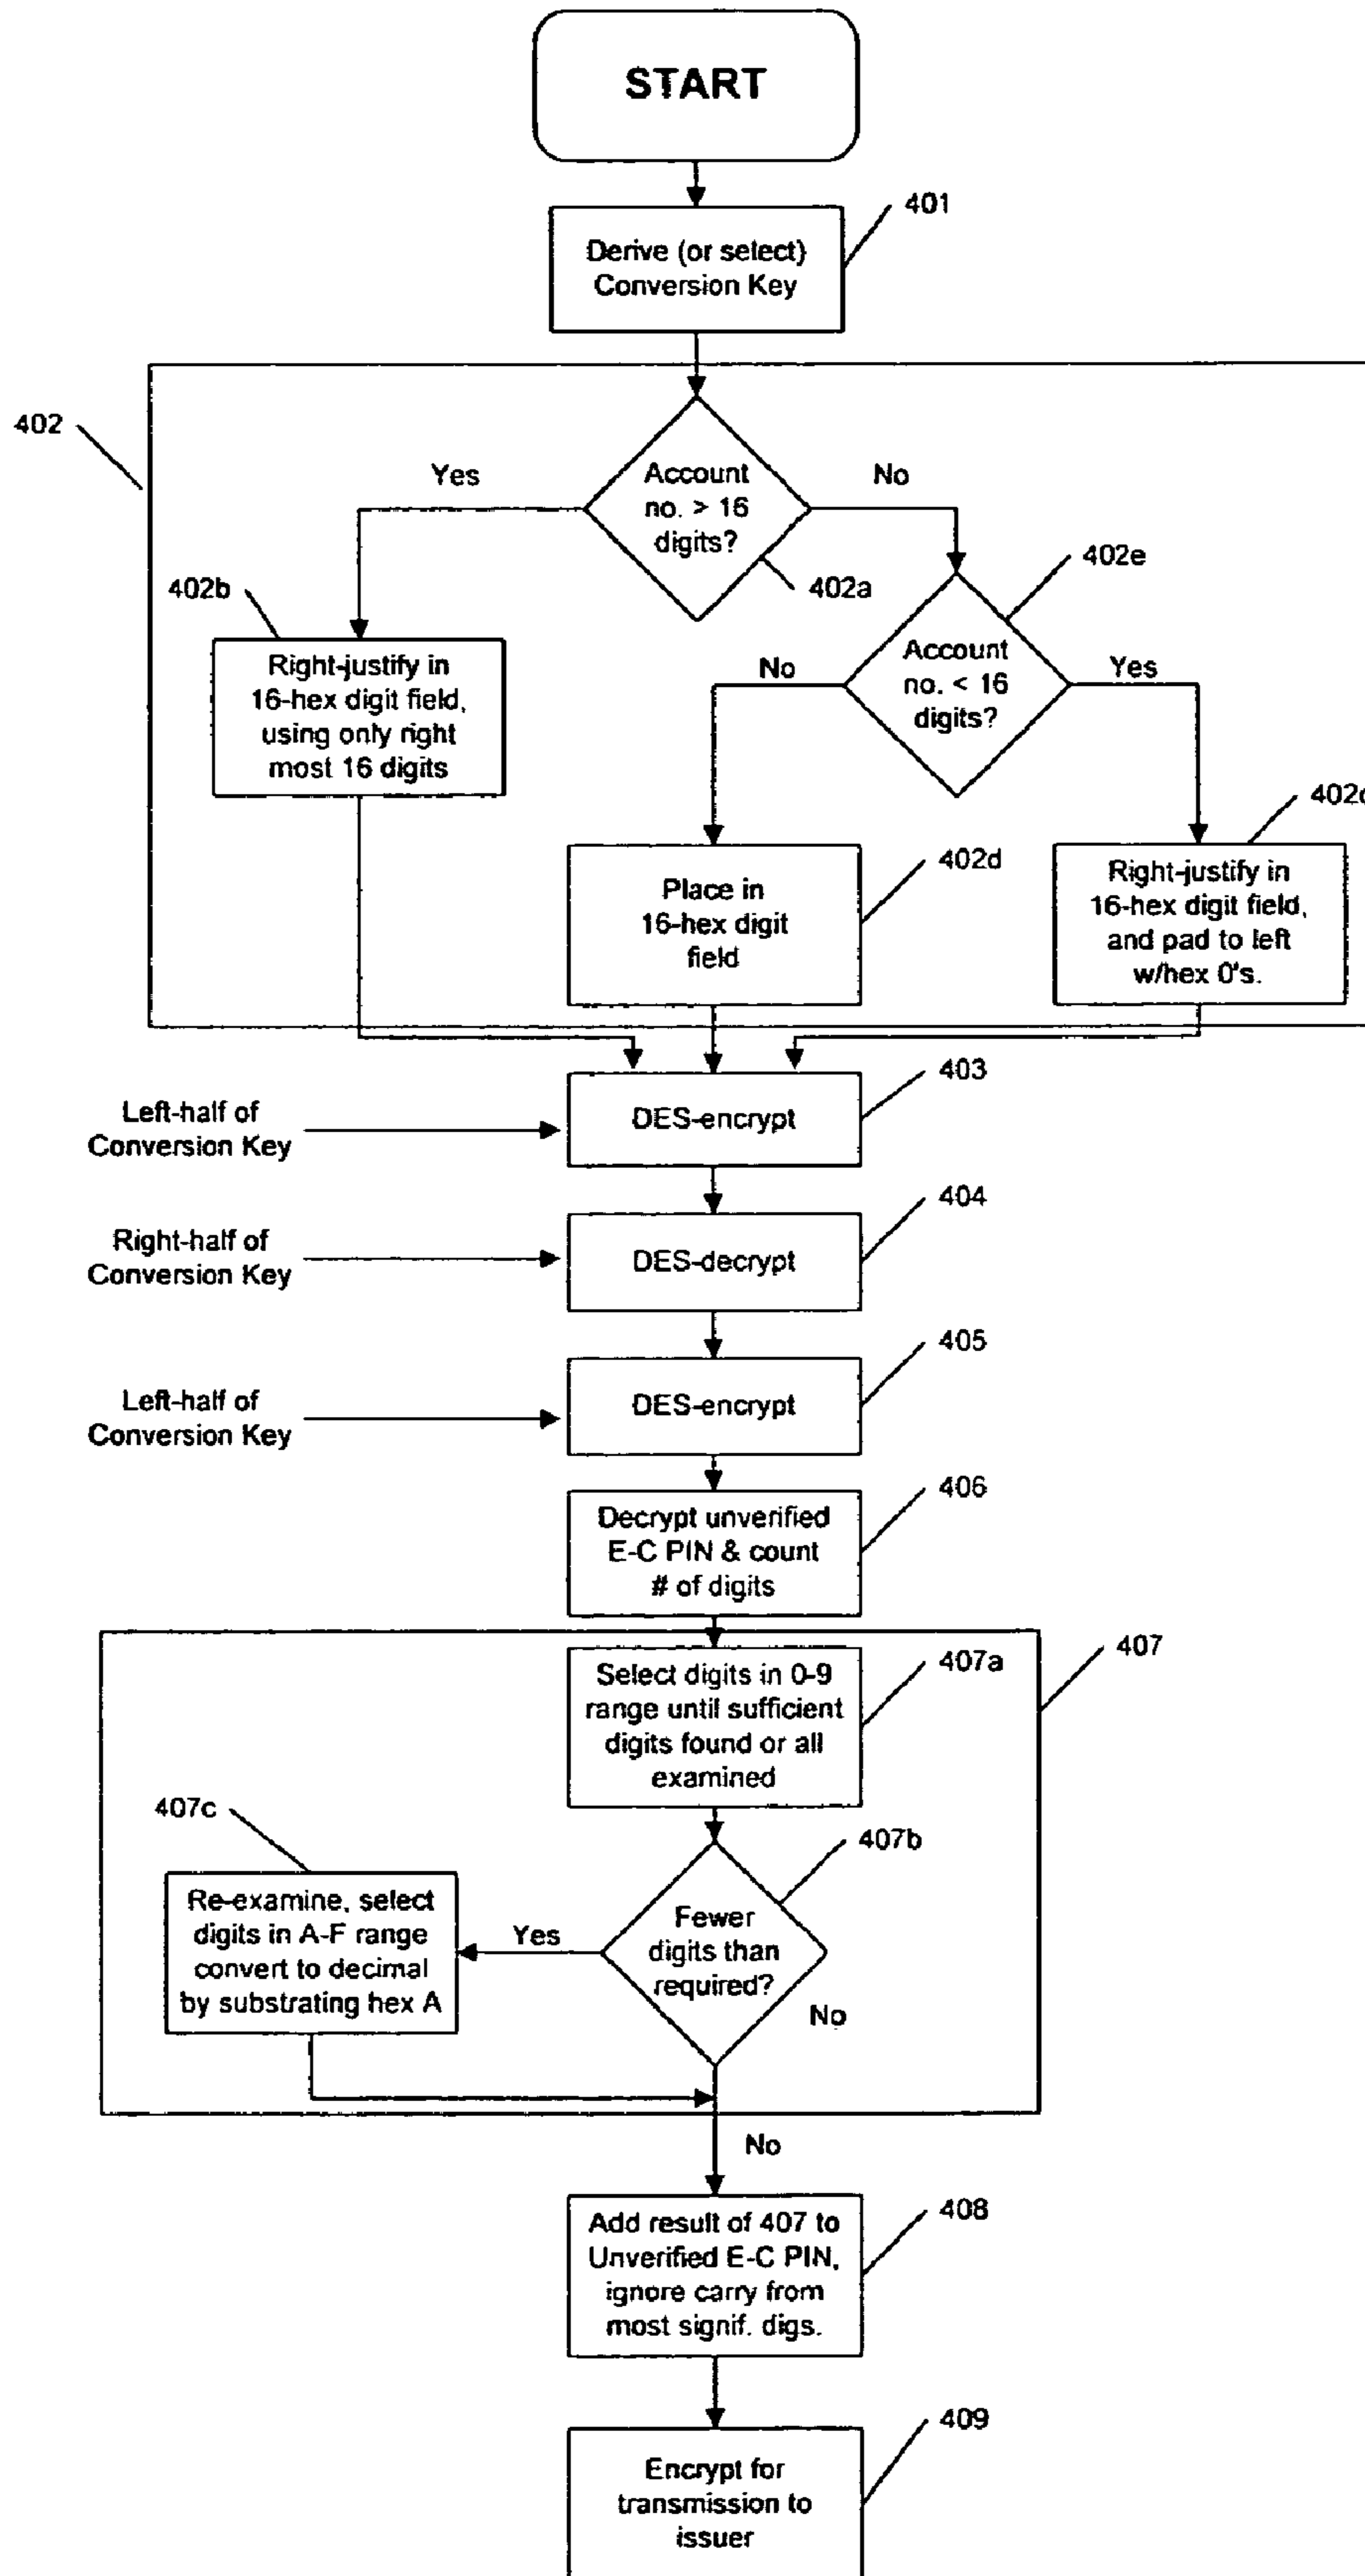 START
401
Derive (or select)
Conversion Key
402
Yes
Account
no. > 16
digits?
No
402a
402e
402b
Right-justify in
16-hex digit field,
using only right
most 16 digits
No
Account
no. < 16
digits?
Yes
402c
402d
Place in
16-hex digit
field
Right-justify in
16-hex digit field,
and pad to left
w/hex 0's.
403
Left-half of
Conversion Key
DES-encrypt
404
Right-half of
Conversion Key
DES-decrypt
405
Left-half of
Conversion Key
DES-encrypt
406
Decrypt unverified
E-C PIN & count
# of digits
407
407a
Select digits in 0-9
range until sufficient
digits found or all
examined
407c
407b
Re-examine, select
digits in A-F range
convert to decimal
by substrating hex A
Yes
Fewer
digits than
required?
No
No
408
Add result of 407 to
Unverified E-C PIN,
ignore carry from
most signif. digs.
409
Encrypt for
transmission to
issuer